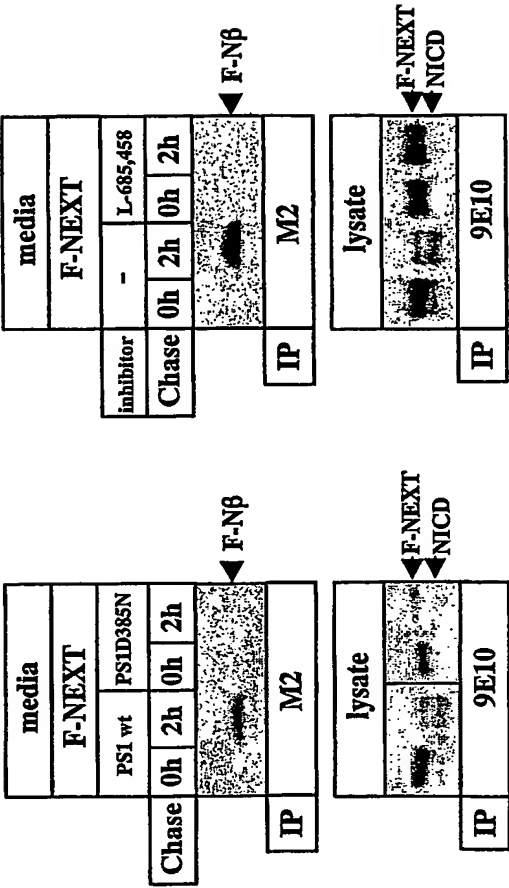 media
F-NEXT
PS1 wt PS1D385N
Chase 0h 2h 0h 2h
F-Nβ
IP M2
lysate
F-NEXT
NICD
IP 9E10
media
F-NEXT
inhibitor – L-685,458
Chase 0h 2h 0h 2h
F-Nβ
IP M2
lysate
F-NEXT
NICD
IP 9E10